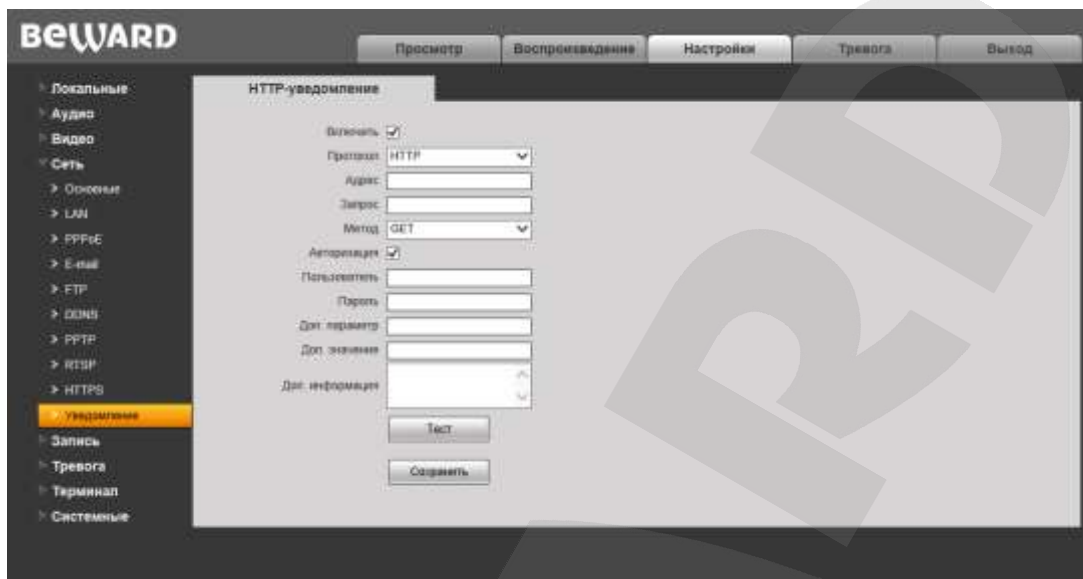 BEWARD
Просмотр Воспроизведение Настройки Тревога Выход
Локальные
Аудио
Видео
Сеть
Основные
LAN
PPPoE
E-mail
FTP
DDNS
PPTP
RTSP
HTTPS
Уведомление
Запись
Тревога
Терминал
Системные
HTTP-уведомление
Включить
Протокол HTTP
Адрес
Запрос
Метод GET
Авторизация
Пользователь
Пароль
Доп. параметр
Доп. значение
Доп. информация
Тест
Сохранить